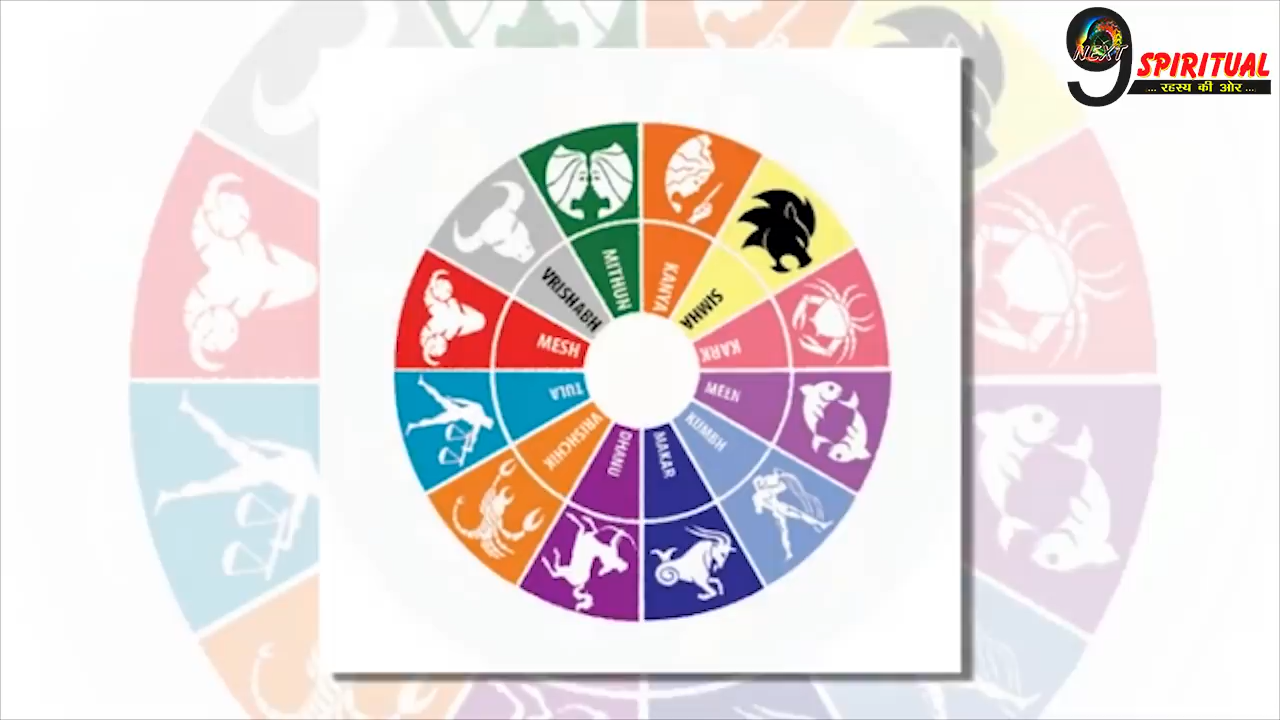 NEXT
9
SPIRITUAL
... रहस्य की ओर ...
MITHUN
KANYA
SIMHA
KARK
MEEN
KUMBH
MAKAR
DHANU
VRISHCHIK
TULA
MESH
VRISHABH